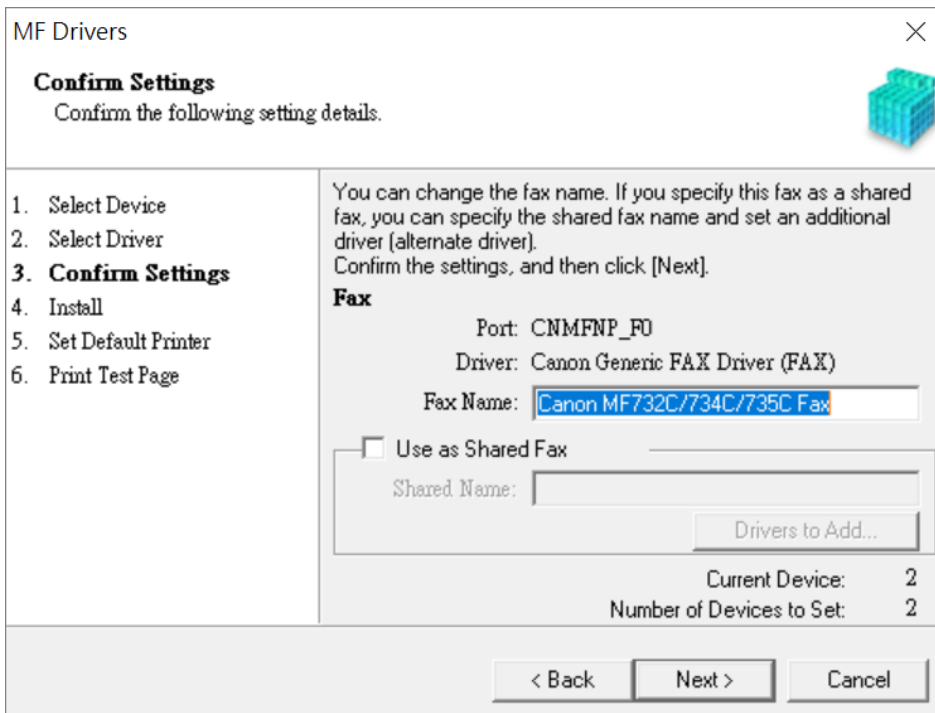 MF Drivers
Confirm Settings
Confirm the following setting details.
1. Select Device
2. Select Driver
3. Confirm Settings
4. Install
5. Set Default Printer
6. Print Test Page
You can change the fax name. If you specify this fax as a shared
fax, you can specify the shared fax name and set an additional
driver (alternate driver).
Confirm the settings, and then click [Next].
Fax
Port: CNMFNP_F0
Driver: Canon Generic FAX Driver (FAX)
Fax Name: Canon MF732C/734C/735C Fax
Use as Shared Fax
Shared Name:
Drivers to Add...
Current Device: 2
Number of Devices to Set: 2
< Back Next > Cancel